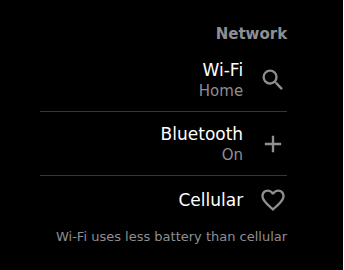 Network
Wi-Fi
Home
Bluetooth
On
Cellular
Wi-Fi uses less battery than cellular